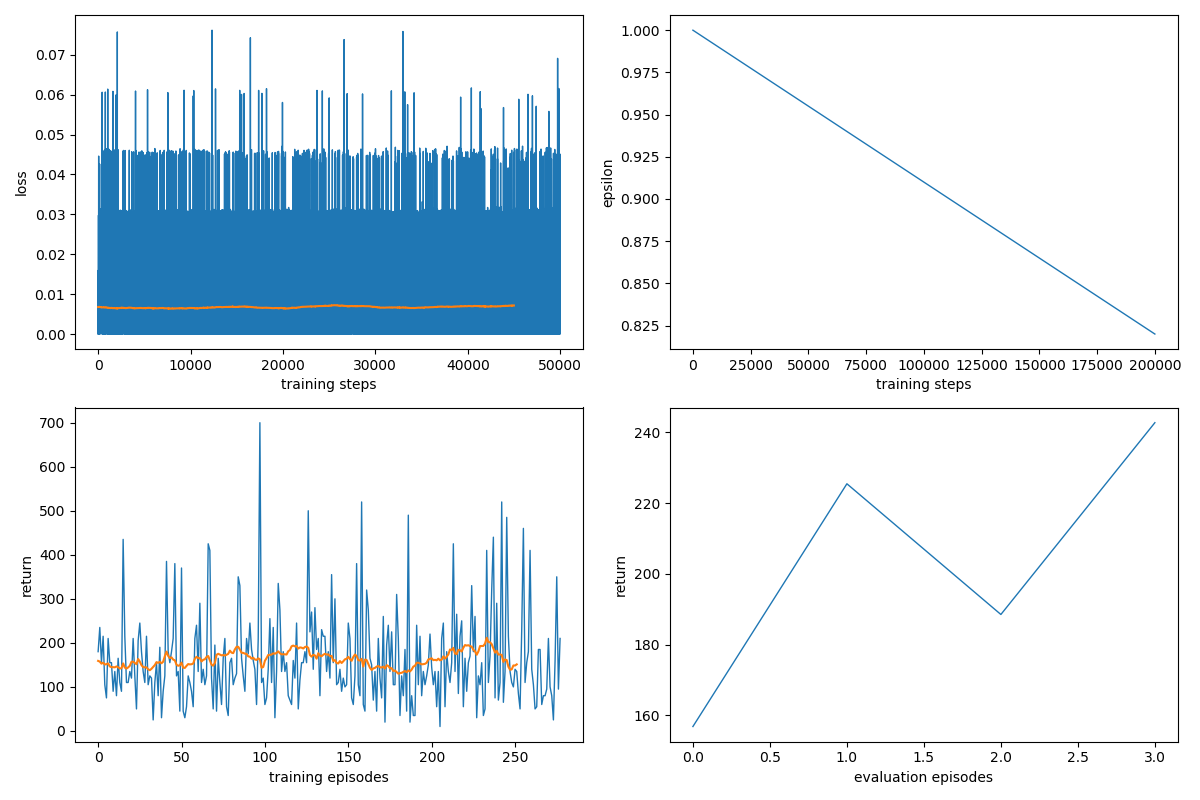 loss
0.07
0.06
0.05
0.04
0.03
0.02
0.01
0.00
0 10000 20000 30000 40000 50000
training steps
epsilon
1.000
0.975
0.950
0.925
0.900
0.875
0.850
0.825
0 25000 50000 75000 100000 125000 150000 175000 200000
training steps
return
700
600
500
400
300
200
100
0
0 50 100 150 200 250
training episodes
return
240
220
200
180
160
0.0 0.5 1.0 1.5 2.0 2.5 3.0
evaluation episodes